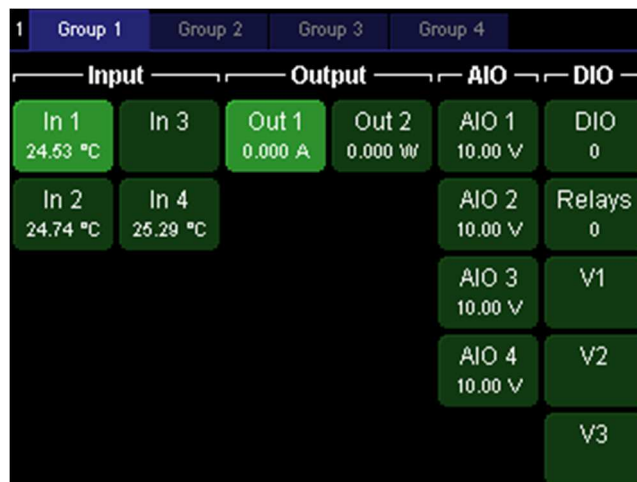 1 Group 1 Group 2 Group 3 Group 4
Input Output AIO DIO
In 1 In 3 Out 1 Out 2 AIO 1 DIO
24.53 °C 0.000 A 0.000 W 10.00 V 0
In 2 In 4 AIO 2 Relays
24.74 °C 25.29 °C 10.00 V 0
AIO 3 V1
10.00 V
AIO 4 V2
10.00 V
V3